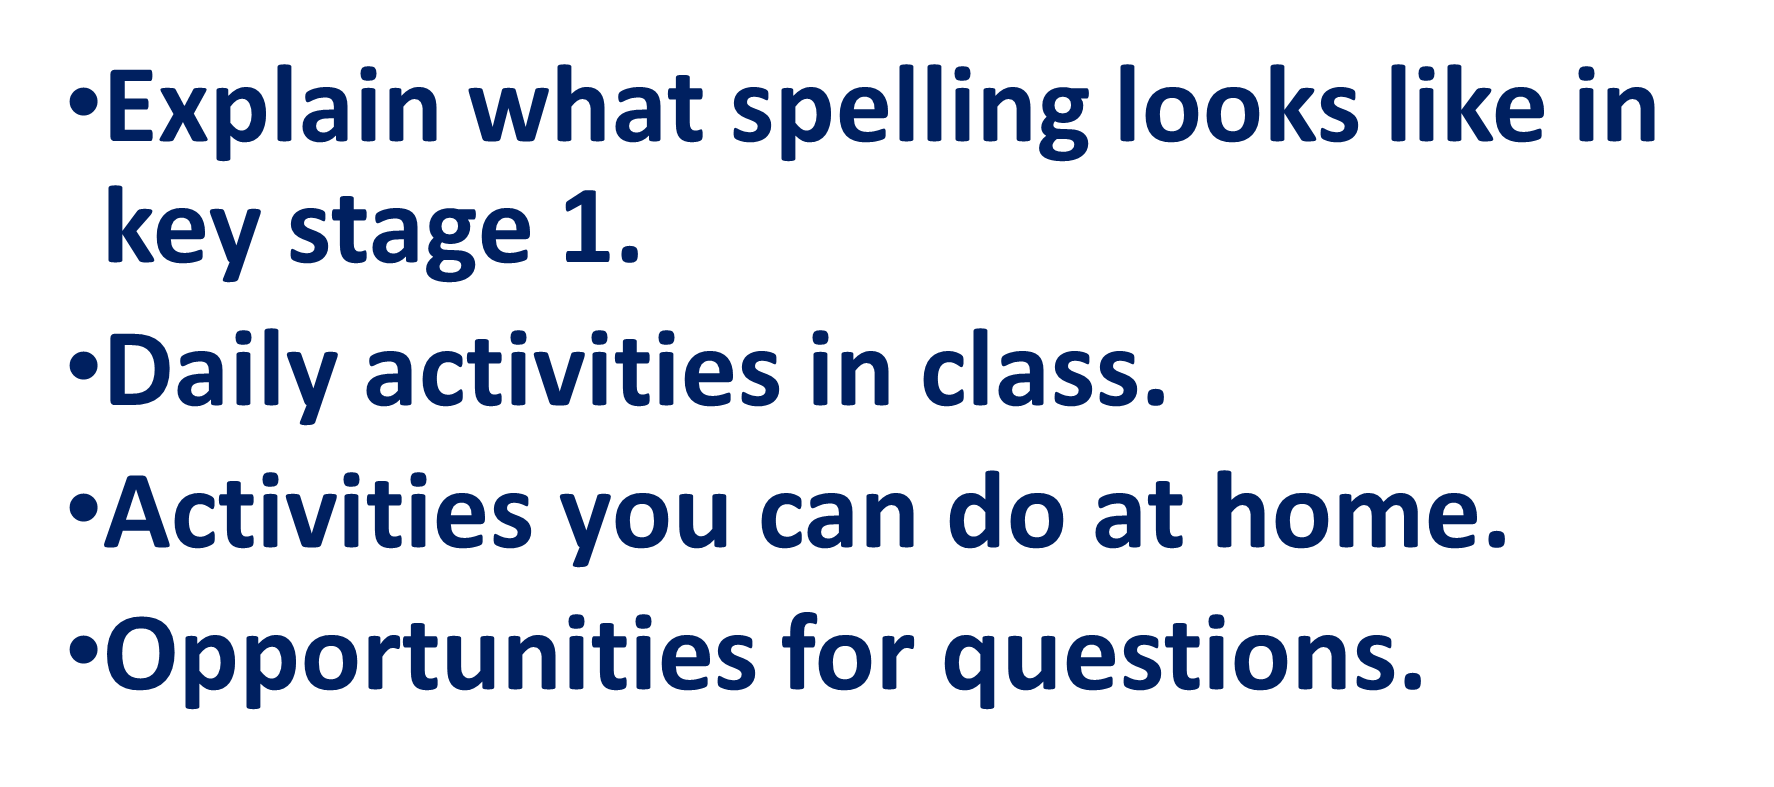 •Explain what spelling looks like in
key stage 1.
•Daily activities in class.
•Activities you can do at home.
•Opportunities for questions.